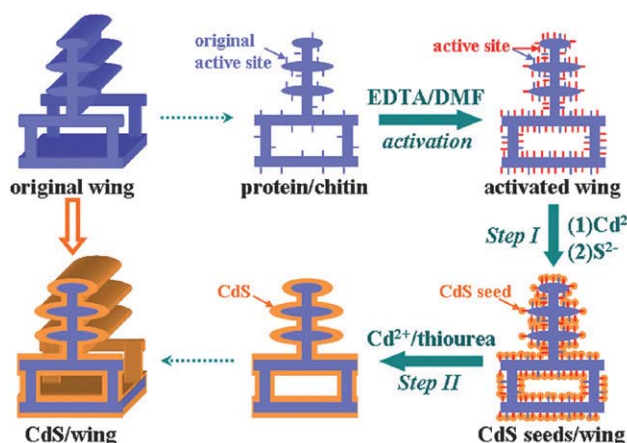 original
active site
active site
EDTA/DMF
activation
original wing
protein/chitin
activated wing
Step I
(1)Cd²
(2)S²⁻
CdS
CdS seed
Cd²⁺/thiourea
Step II
CdS/wing
CdS seeds/wing